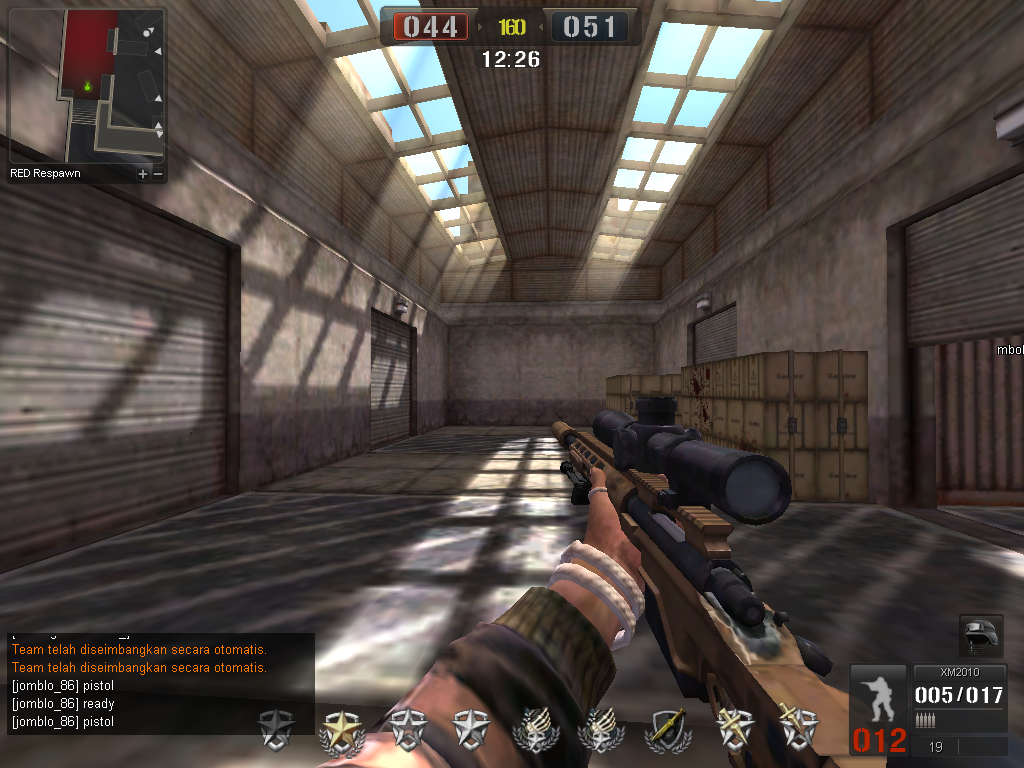 044 160 051
12:26
RED Respawn
mbol
Team telah diseimbangkan secara otomatis.
Team telah diseimbangkan secara otomatis.
[jomblo_86] pistol
[jomblo_86] ready
[jomblo_86] pistol
XM2010
005/017
012
19